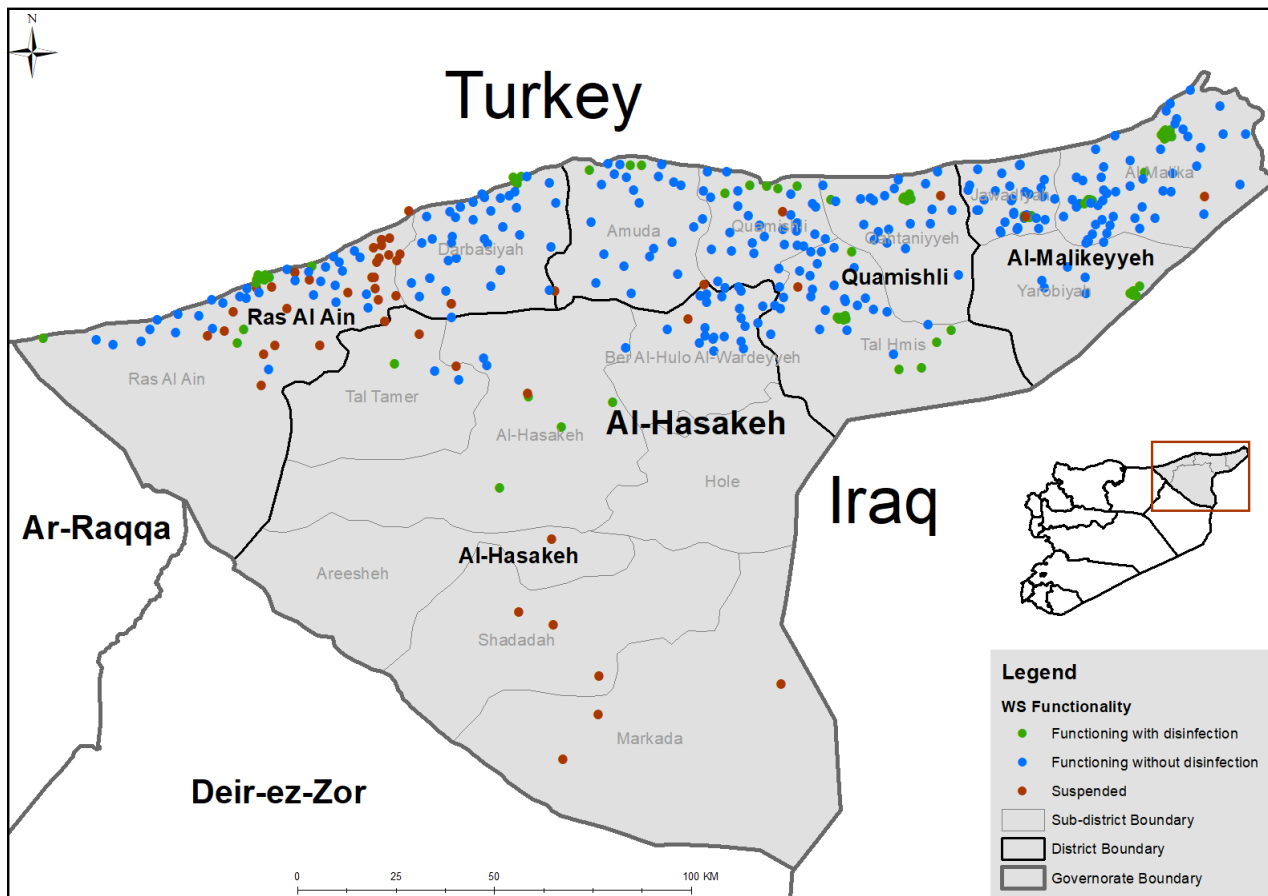 N
Turkey
Al-Malika
Jawadiyah
Quamishli
Amuda
Qahtaniyyeh
Darbasiyah
Al-Malikeyyeh
Quamishli
Yarobiyah
Ras Al Ain
Tal Hmis
Ber Al-Hulo Al-Wardeyyeh
Ras Al Ain
Tal Tamer
Al-Hasakeh
Al-Hasakeh
Hole
Iraq
Ar-Raqqa
Al-Hasakeh
Areesheh
Shadadah
Markada
Deir-ez-Zor
Legend
WS Functionality
Functioning with disinfection
Functioning without disinfection
Suspended
Sub-district Boundary
District Boundary
Governorate Boundary
0 25 50 100 KM